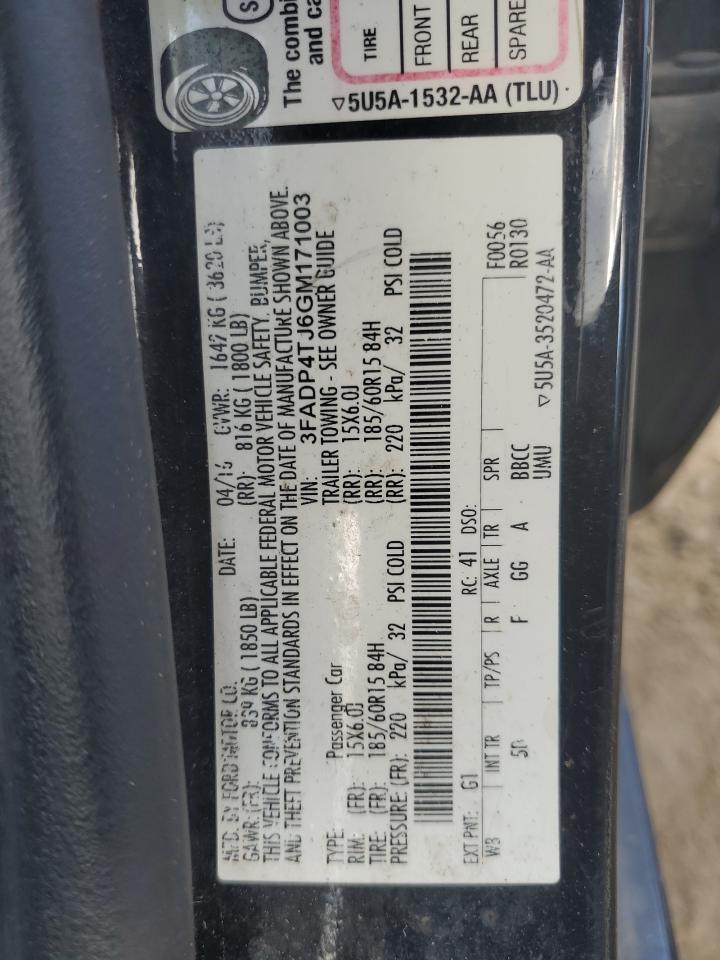 The combi
and ca
TIRE
FRONT
REAR
SPARE
▽5U5A-1532-AA (TLU)
MFD. BY FORD MOTOR CO.
DATE: 04/16 GVWR: 1642 KG ( 3620 LB)
GAWR: (FR): 839 KG ( 1850 LB) (RR): 816 KG ( 1800 LB)
THIS VEHICLE CONFORMS TO ALL APPLICABLE FEDERAL MOTOR VEHICLE SAFETY, BUMPER,
AND THEFT PREVENTION STANDARDS IN EFFECT ON THE DATE OF MANUFACTURE SHOWN ABOVE.
VIN: 3FADP4TJ6GM171003
TYPE: Passenger Car TRAILER TOWING - SEE OWNER GUIDE
RIM: (FR): 15X6.0J (RR): 15X6.0J
TIRE: (FR): 185/60R15 84H (RR): 185/60R15 84H
PRESSURE: (FR): 220 kPa/ 32 PSI COLD (RR): 220 kPa/ 32 PSI COLD
EXT PNT: G1 RC: 41 DSO: F0056
WB INT TR TP/PS R AXLE TR SPR R0130
5B F GG A BBCC
UMU ▽5U5A-3520472-AA